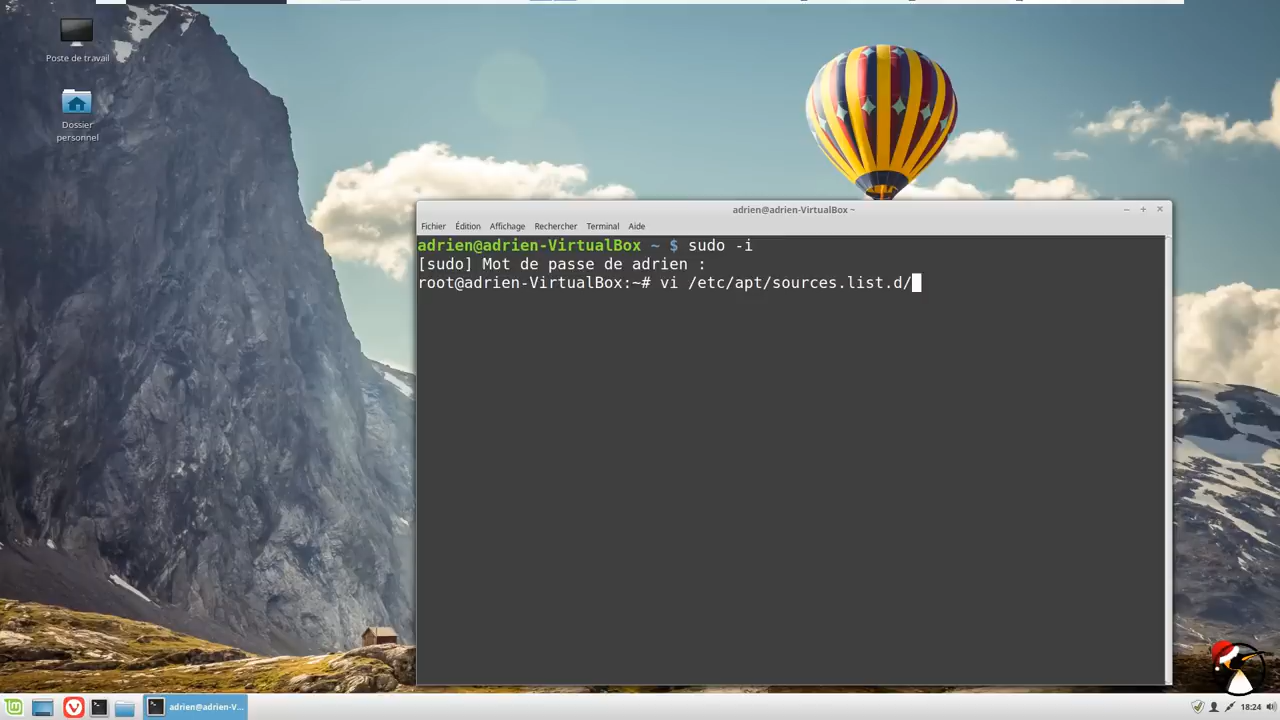 Poste de travail
Dossier
personnel
adrien@adrien-VirtualBox ~
Fichier Édition Affichage Rechercher Terminal Aide
adrien@adrien-VirtualBox ~ $ sudo -i
[sudo] Mot de passe de adrien :
root@adrien-VirtualBox:~# vi /etc/apt/sources.list.d/
adrien@adrien-V...
18:24